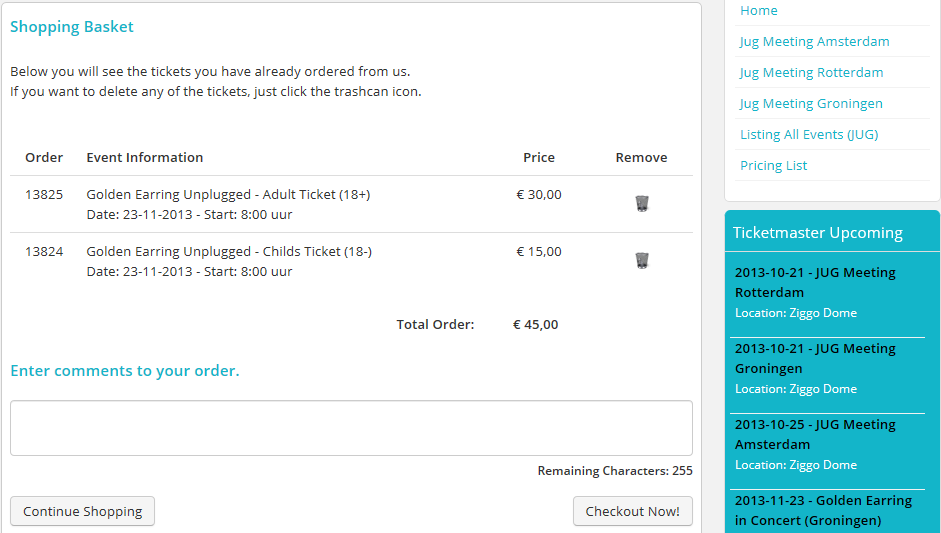 Shopping Basket
Below you will see the tickets you have already ordered from us.
If you want to delete any of the tickets, just click the trashcan icon.
Order Event Information Price Remove
13825 Golden Earring Unplugged - Adult Ticket (18+) € 30,00
Date: 23-11-2013 - Start: 8:00 uur
13824 Golden Earring Unplugged - Childs Ticket (18-) € 15,00
Date: 23-11-2013 - Start: 8:00 uur
Total Order: € 45,00
Enter comments to your order.
Remaining Characters: 255
Continue Shopping Checkout Now!
Home
Jug Meeting Amsterdam
Jug Meeting Rotterdam
Jug Meeting Groningen
Listing All Events (JUG)
Pricing List
Ticketmaster Upcoming
2013-10-21 - JUG Meeting
Rotterdam
Location: Ziggo Dome
2013-10-21 - JUG Meeting
Groningen
Location: Ziggo Dome
2013-10-25 - JUG Meeting
Amsterdam
Location: Ziggo Dome
2013-11-23 - Golden Earring
in Concert (Groningen)